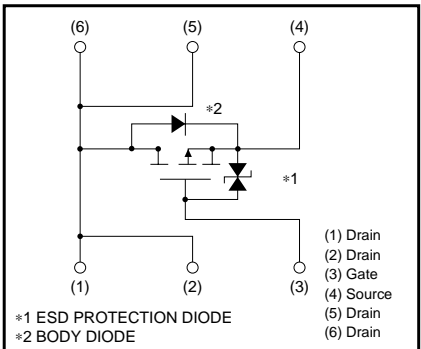 (6) (5) (4)
∗2
∗1
(1) Drain
(2) Drain
(3) Gate
(4) Source
(5) Drain
(6) Drain
(1) (2) (3)
∗1 ESD PROTECTION DIODE
∗2 BODY DIODE